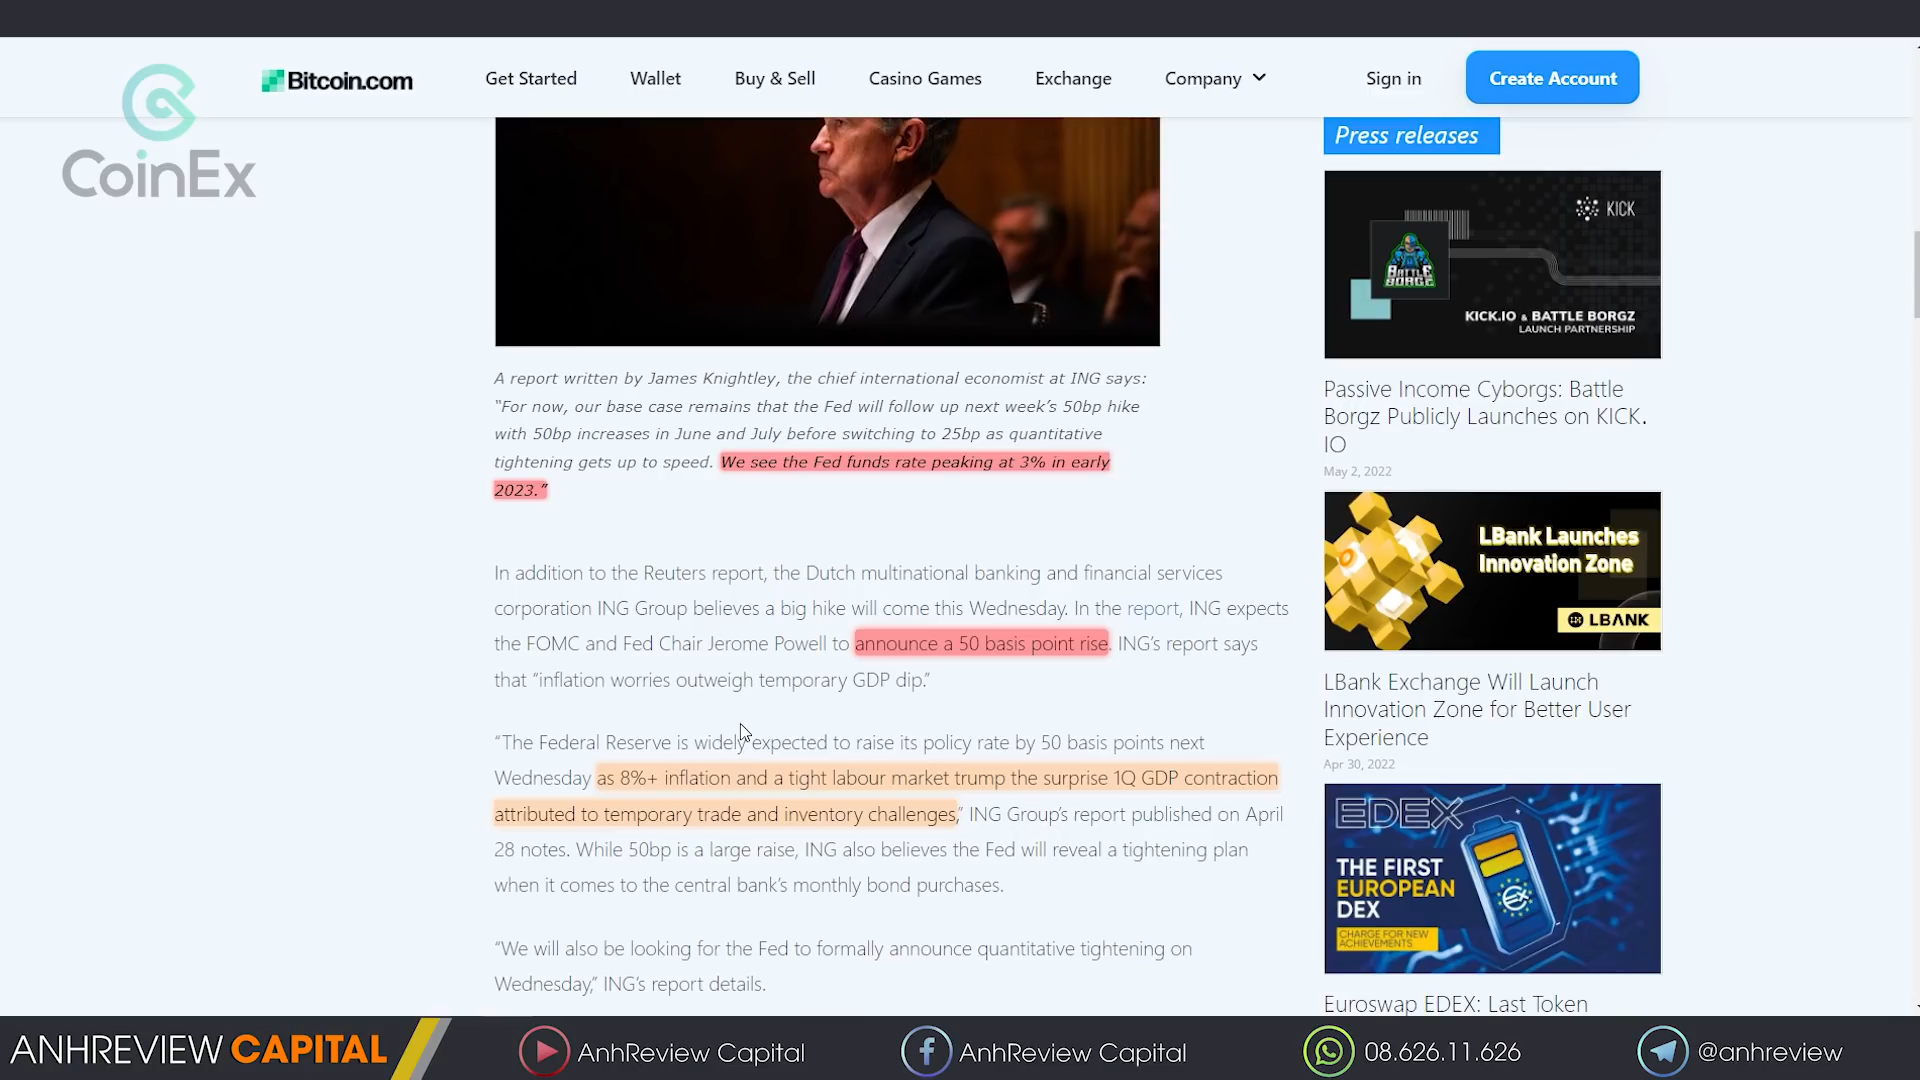 CoinEx
Bitcoin.com
Get Started
Wallet
Buy & Sell
Casino Games
Exchange
Company
Sign in
Create Account
A report written by James Knightley, the chief international economist at ING says:
“For now, our base case remains that the Fed will follow up next week’s 50bp hike
with 50bp increases in June and July before switching to 25bp as quantitative
tightening gets up to speed. We see the Fed funds rate peaking at 3% in early
2023.”
In addition to the Reuters report, the Dutch multinational banking and financial services
corporation ING Group believes a big hike will come this Wednesday. In the report, ING expects
the FOMC and Fed Chair Jerome Powell to announce a 50 basis point rise. ING’s report says
that “inflation worries outweigh temporary GDP dip.”
“The Federal Reserve is widely expected to raise its policy rate by 50 basis points next
Wednesday as 8%+ inflation and a tight labour market trump the surprise 1Q GDP contraction
attributed to temporary trade and inventory challenges,” ING Group’s report published on April
28 notes. While 50bp is a large raise, ING also believes the Fed will reveal a tightening plan
when it comes to the central bank’s monthly bond purchases.
“We will also be looking for the Fed to formally announce quantitative tightening on
Wednesday,” ING’s report details.
Press releases
KICK
BATTLE
BORGZ
KICK.IO & BATTLE BORGZ
LAUNCH PARTNERSHIP
Passive Income Cyborgs: Battle
Borgz Publicly Launches on KICK.
IO
May 2, 2022
LBank Launches
Innovation Zone
LBANK
LBank Exchange Will Launch
Innovation Zone for Better User
Experience
Apr 30, 2022
EDEX
THE FIRST
EUROPEAN
DEX
CHARGE FOR NEW
ACHIEVEMENTS
Ex
Euroswap EDEX: Last Token
ANHREVIEW CAPITAL
AnhReview Capital
AnhReview Capital
08.626.11.626
@anhreview